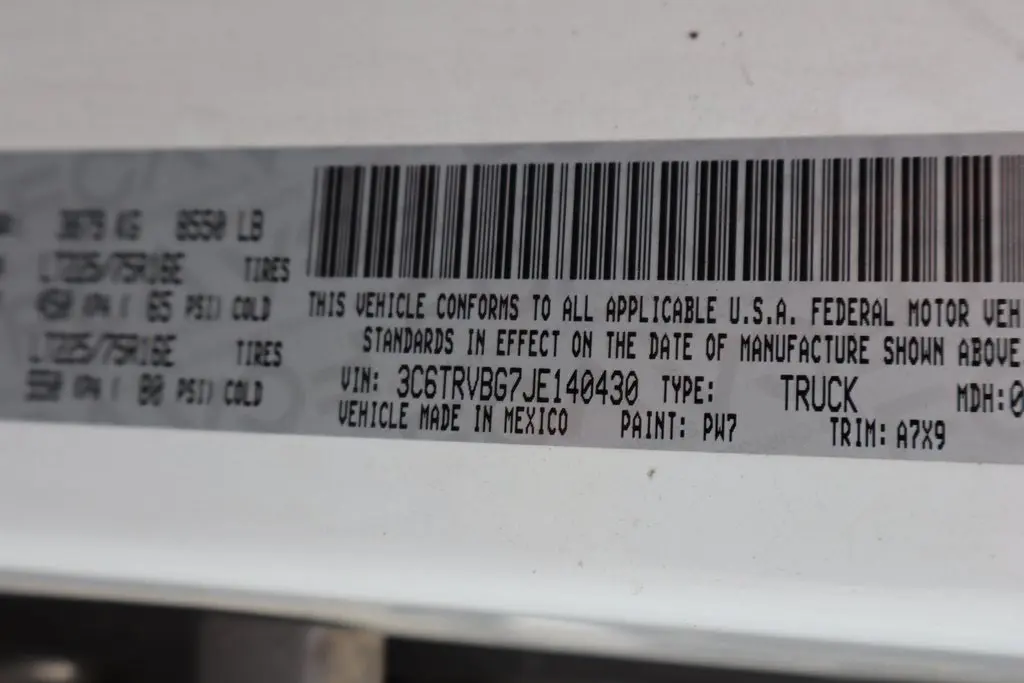 3879 KG 8550 LB
LT225/75R16E TIRES
450 KPA ( 65 PSI) COLD
LT225/75R16E TIRES
550 KPA ( 80 PSI) COLD
THIS VEHICLE CONFORMS TO ALL APPLICABLE U.S.A. FEDERAL MOTOR VEH
STANDARDS IN EFFECT ON THE DATE OF MANUFACTURE SHOWN ABOVE
VIN: 3C6TRVBG7JE140430 TYPE: TRUCK MDH:0
VEHICLE MADE IN MEXICO PAINT: PW7 TRIM: A7X9